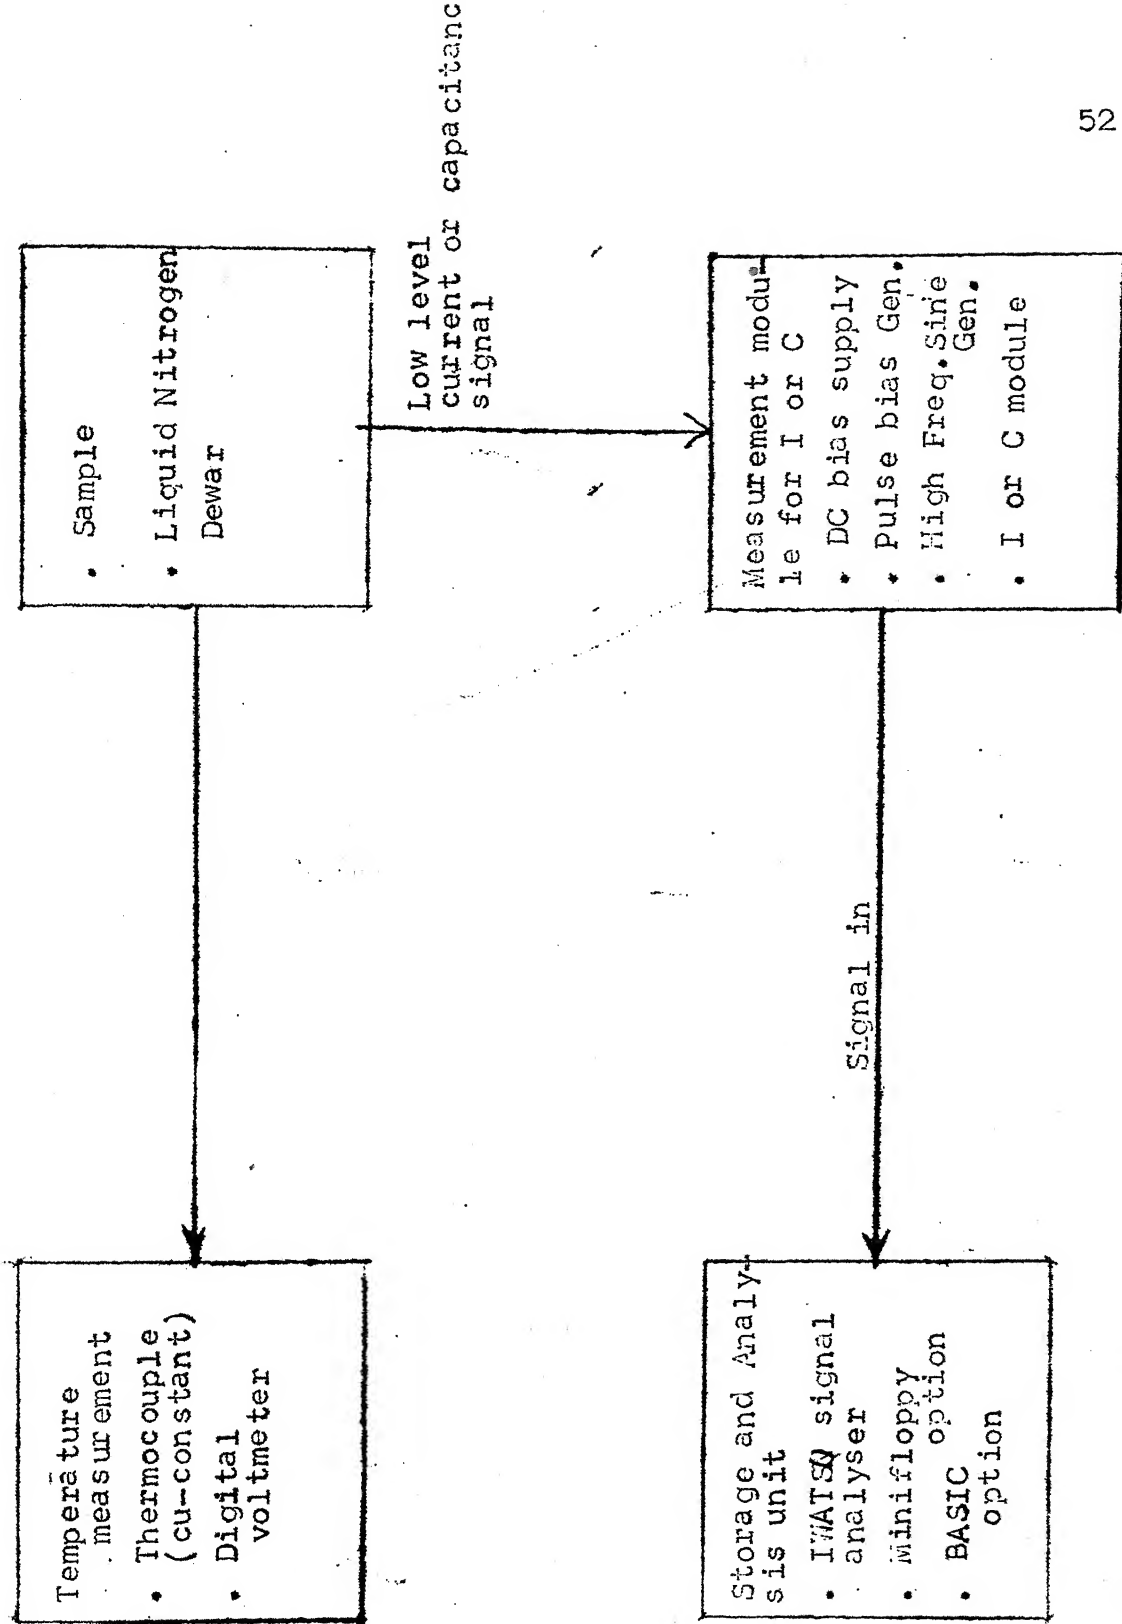 52
Temperature
measurement
• Thermocouple
(cu-constant)
• Digital
voltmeter
• Sample
• Liquid Nitrogen
Dewar
Low level
current or capacitanc
signal
Storage and Analy-
sis unit
• signal
analyser
• Minifloppy
option
• BASIC
option
Signal in
Measurement modu-
le for I or C
• DC bias supply
• Pulse bias Gen.
• High Freq. Sine
Gen.
• I or C module